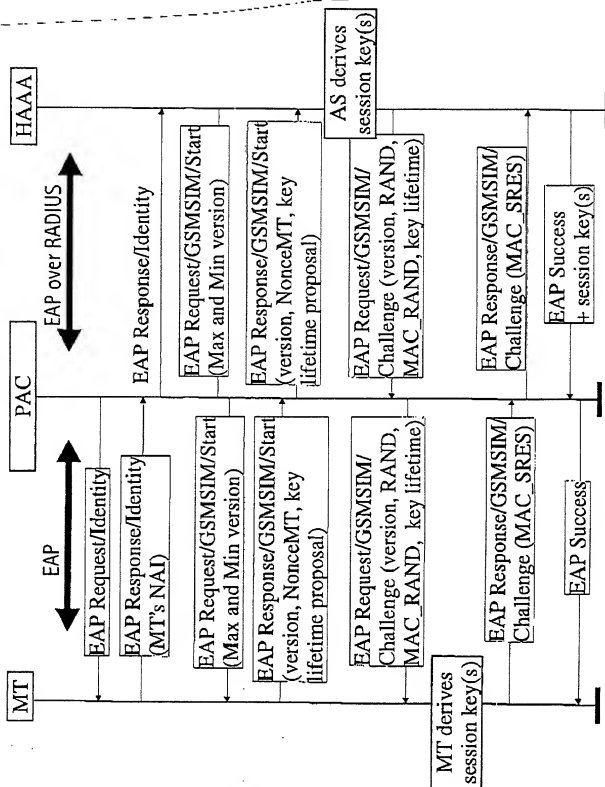 MT
PAC
HAAA
EAP
EAP over RADIUS
EAP Request/Identity
EAP Response/Identity
(MT's NAI)
EAP Response/Identity
EAP Request/GSMSIM/Start
(Max and Min version)
EAP Request/GSMSIM/Start
(Max and Min version)
EAP Response/GSMSIM/Start
(version, NonceMT, key
lifetime proposal)
EAP Response/GSMSIM/Start
(version, NonceMT, key
lifetime proposal)
AS derives
session key(s)
EAP Request/GSMSIM/
Challenge (version, RAND,
MAC_RAND, key lifetime)
EAP Request/GSMSIM/
Challenge (version, RAND,
MAC_RAND, key lifetime)
MT derives
session key(s)
EAP Response/GSMSIM/
Challenge (MAC_SRES)
EAP Response/GSMSIM/
Challenge (MAC_SRES)
EAP Success
+ session key(s)
EAP Success